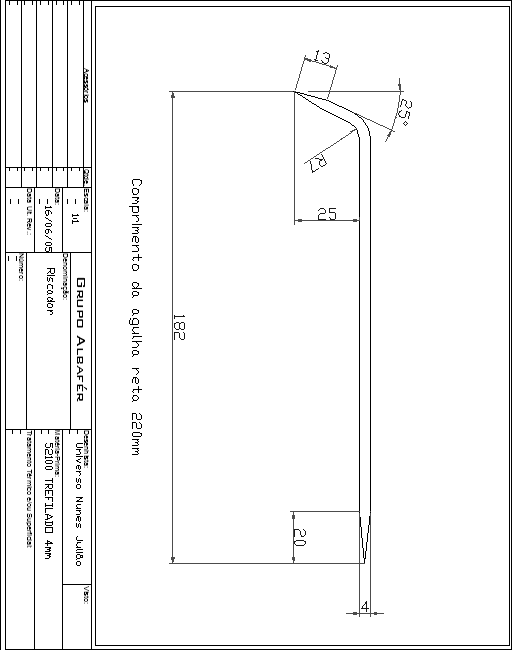 13
25°
R7
25
182
Comprimento da agulha reta 220mm
20
4
Acessórios
Qtde
Escala:
- 1:1
Data:
-16/06/05
Data Ult. Rev.:
-
-
GRUPO ALBAFÉR
Denominação:
Riscador
Número:
-
-
Desenhista:
Universo Nunes Julião
Visto:
Matéria-Prima:
52100 TREFILADO 4mm
Tratamento Térmico e/ou Superficial: